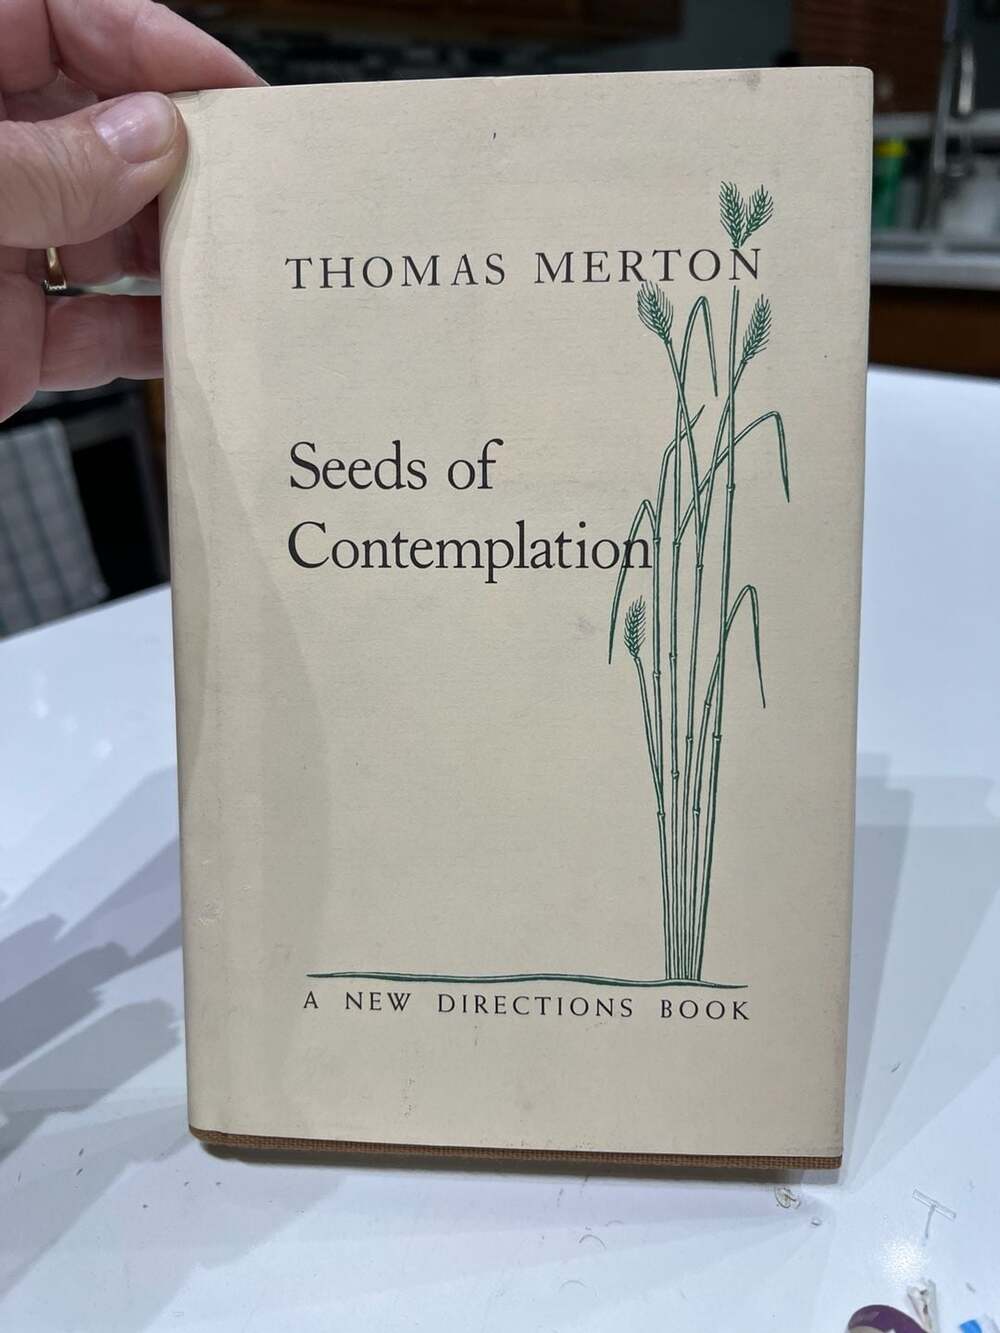 THOMAS MERTON
Seeds of
Contemplation
A NEW DIRECTIONS BOOK